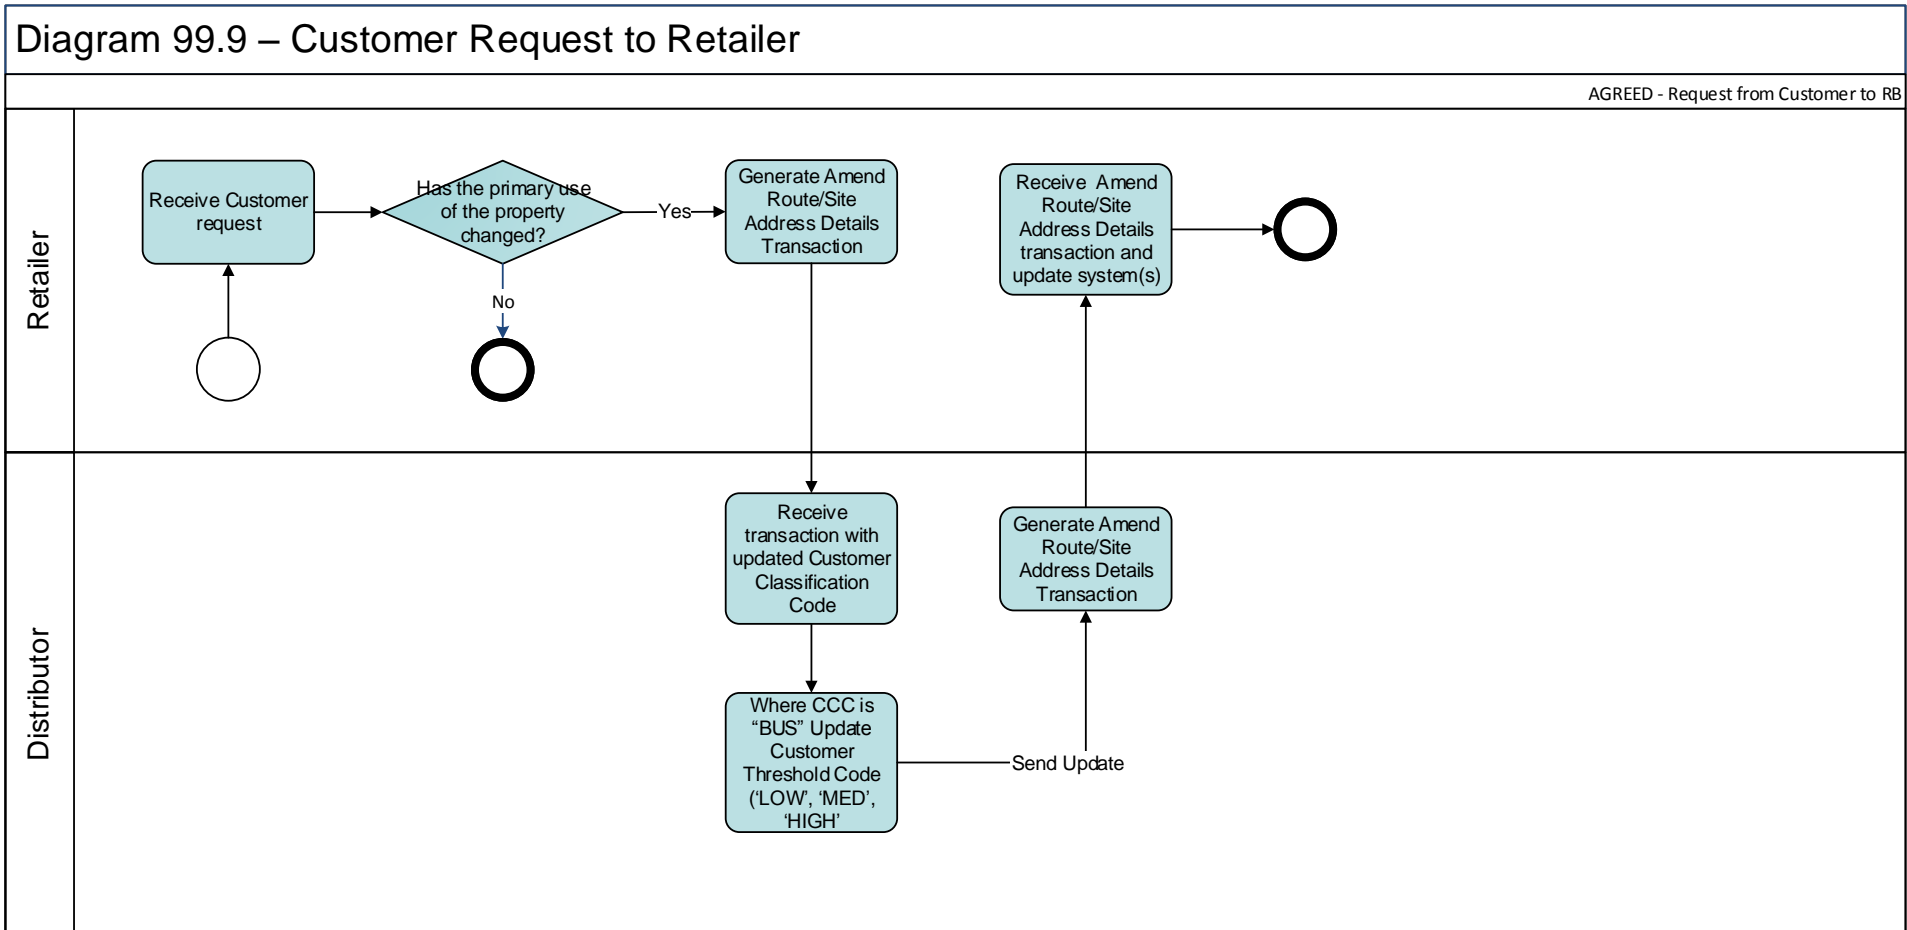 Diagram 99.9 – Customer Request to Retailer
AGREED - Request from Customer to RB
Retailer
Receive Customer
request
Has the primary use
of the property
changed?
Yes
No
Generate Amend
Route/Site
Address Details
Transaction
Receive Amend
Route/Site
Address Details
transaction and
update system(s)
Distributor
Receive
transaction with
updated Customer
Classification
Code
Where CCC is
“BUS” Update
Customer
Threshold Code
(‘LOW’, ‘MED’,
‘HIGH’
Send Update
Generate Amend
Route/Site
Address Details
Transaction